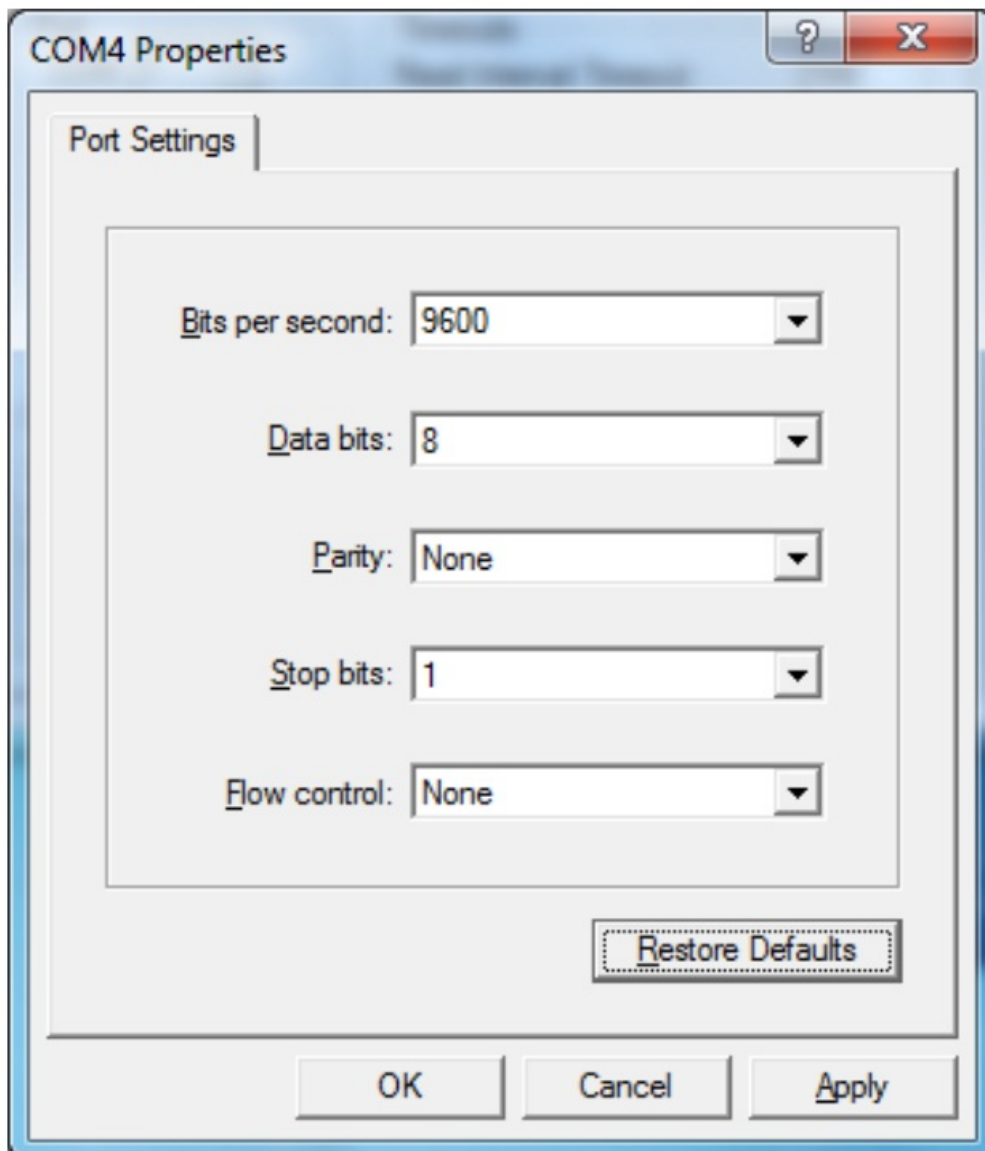 COM4 Properties
Port Settings
Bits per second: 9600
Data bits: 8
Parity: None
Stop bits: 1
Flow control: None
Restore Defaults
OK Cancel Apply